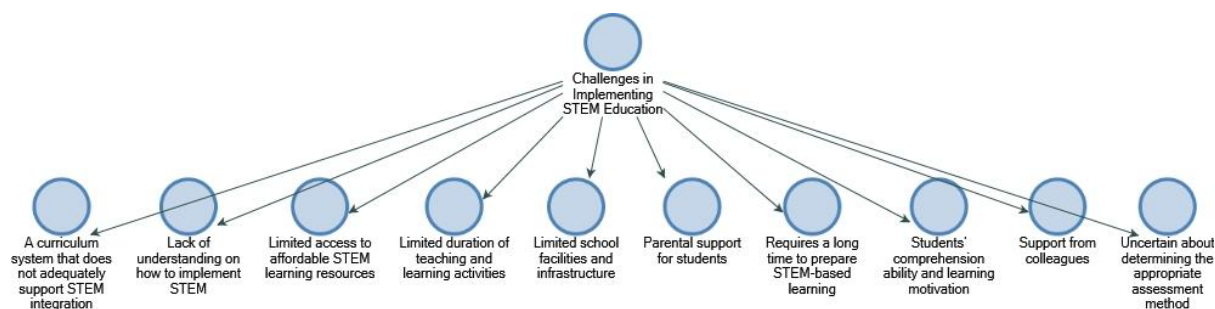 Challenges in
Implementing
STEM Education
A curriculum
system that does
not adequately
support STEM
integration
Lack of
understanding on
how to implement
STEM
Limited access to
affordable STEM
learning resources
Limited duration of
teaching and
learning activities
Limited school
facilities and
infrastructure
Parental support
for students
Requires a long
time to prepare
STEM-based
learning
Students'
comprehension
ability and learning
motivation
Support from
colleagues
Uncertain about
determining the
appropriate
assessment
method